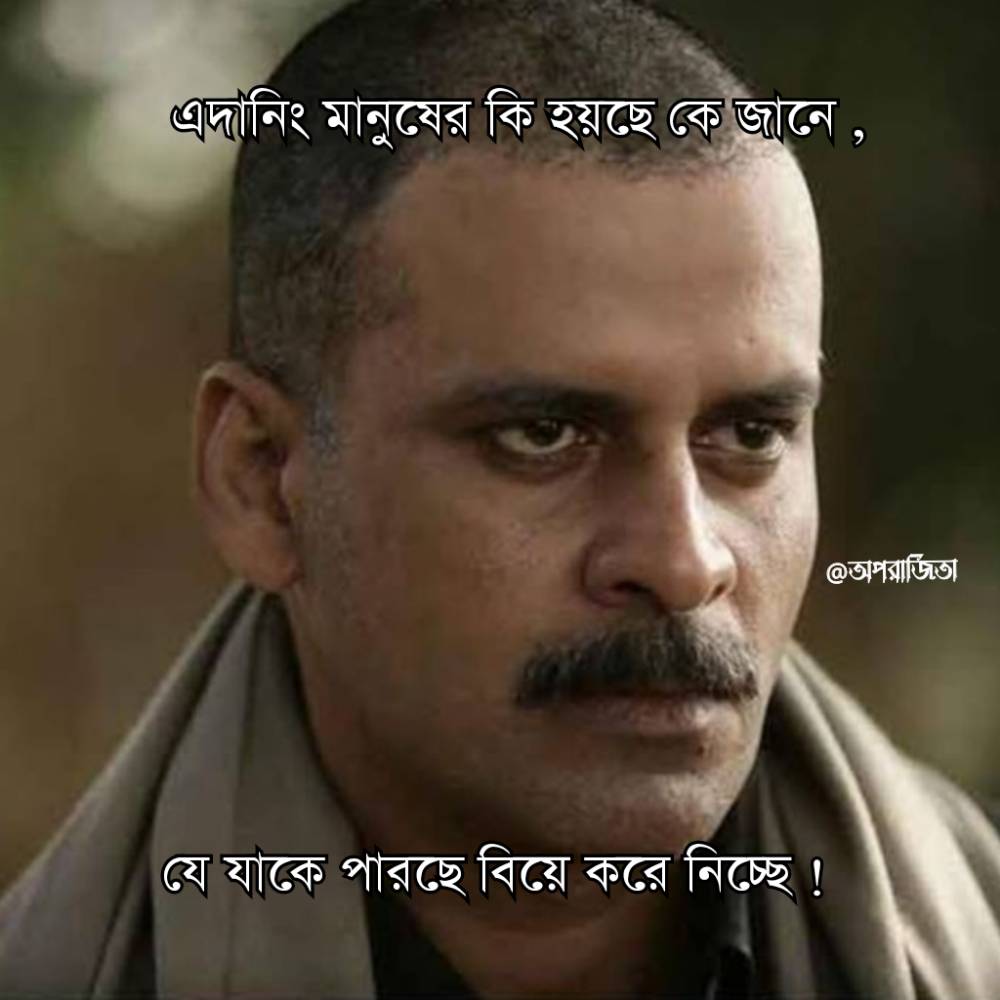 এদানিং মানুষের কি হয়ছে কে জানে ,
@অপরাজিতা
যে যাকে পারছে বিয়ে করে নিচ্ছে !